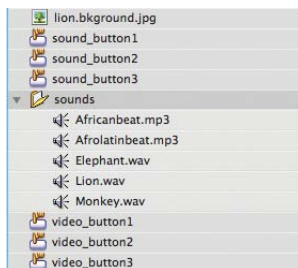 lion.bkground.jpg
sound_button1
sound_button2
sound_button3
sounds
Africanbeat.mp3
Afrolatinbeat.mp3
Elephant.wav
Lion.wav
Monkey.wav
video_button1
video_button2
video_button3